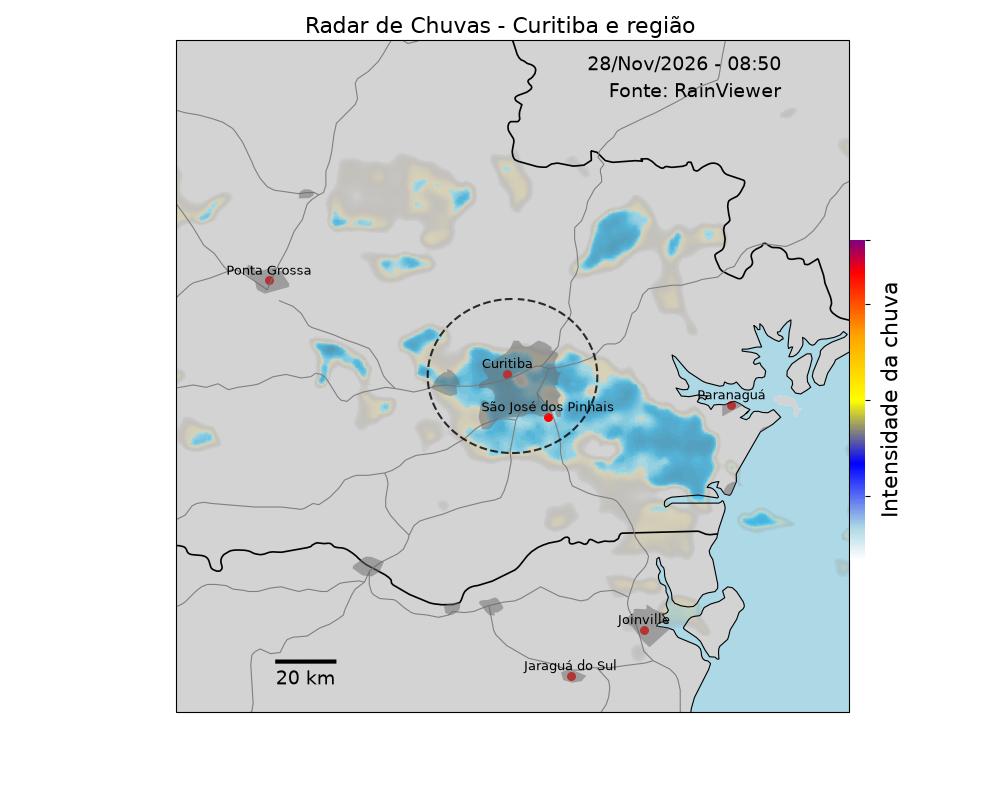 Radar de Chuvas - Curitiba e região
28/Nov/2026 - 08:50
Fonte: RainViewer
Ponta Grossa
Curitiba
Paranaguá
São José dos Pinhais
Joinville
Jaraguá do Sul
20 km
Intensidade da chuva